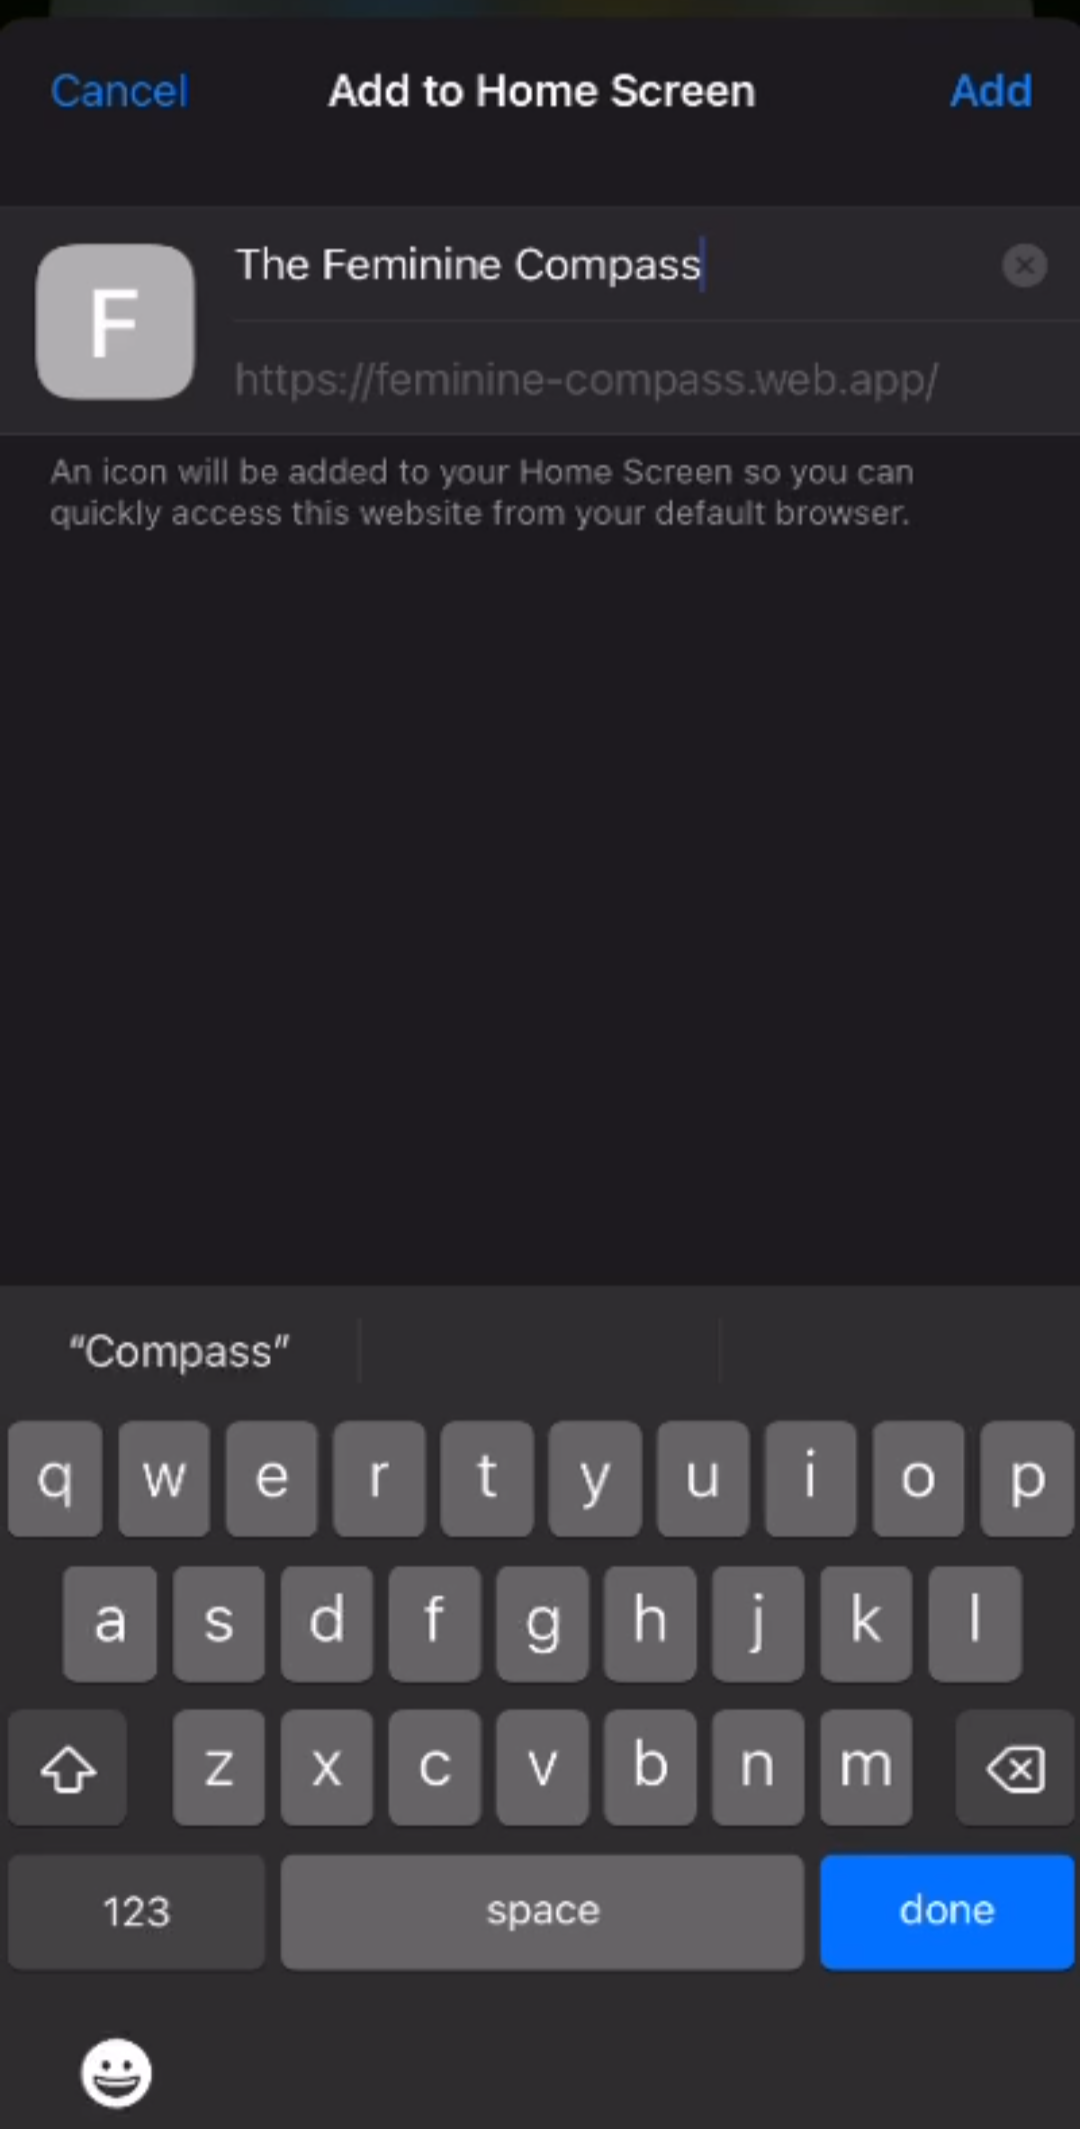 Cancel Add to Home Screen Add
The Feminine Compass
F
https://feminine-compass.web.app/
An icon will be added to your Home Screen so you can
quickly access this website from your default browser.
“Compass”
q w e r t y u i o p
a s d f g h j k l
z x c v b n m
123 space done